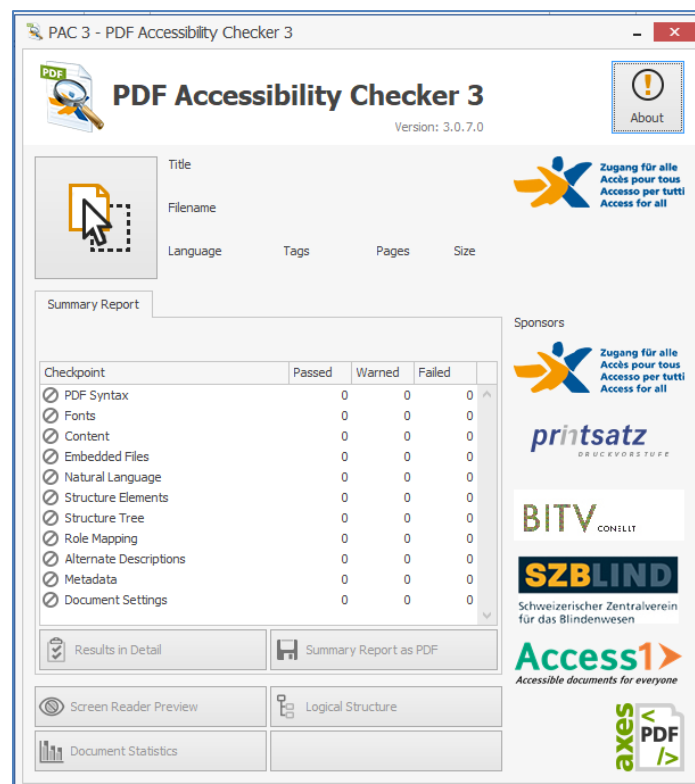 PAC 3 - PDF Accessibility Checker 3
PDF
PDF Accessibility Checker 3
Version: 3.0.7.0
About
Title
Filename
Language Tags Pages Size
Zugang für alle
Accès pour tous
Accesso per tutti
Access for all
Summary Report
Checkpoint Passed Warned Failed
PDF Syntax 0 0 0
Fonts 0 0 0
Content 0 0 0
Embedded Files 0 0 0
Natural Language 0 0 0
Structure Elements 0 0 0
Structure Tree 0 0 0
Role Mapping 0 0 0
Alternate Descriptions 0 0 0
Metadata 0 0 0
Document Settings 0 0 0
Results in Detail Summary Report as PDF
Screen Reader Preview Logical Structure
Document Statistics
Sponsors
Zugang für alle
Accès pour tous
Accesso per tutti
Access for all
printsatz
DRUCKVORSTUFE
BITV CONSULT
SZBLIND
Schweizerischer Zentralverein
für das Blindenwesen
Access1
Accessible documents for everyone
axes
<
PDF
/>